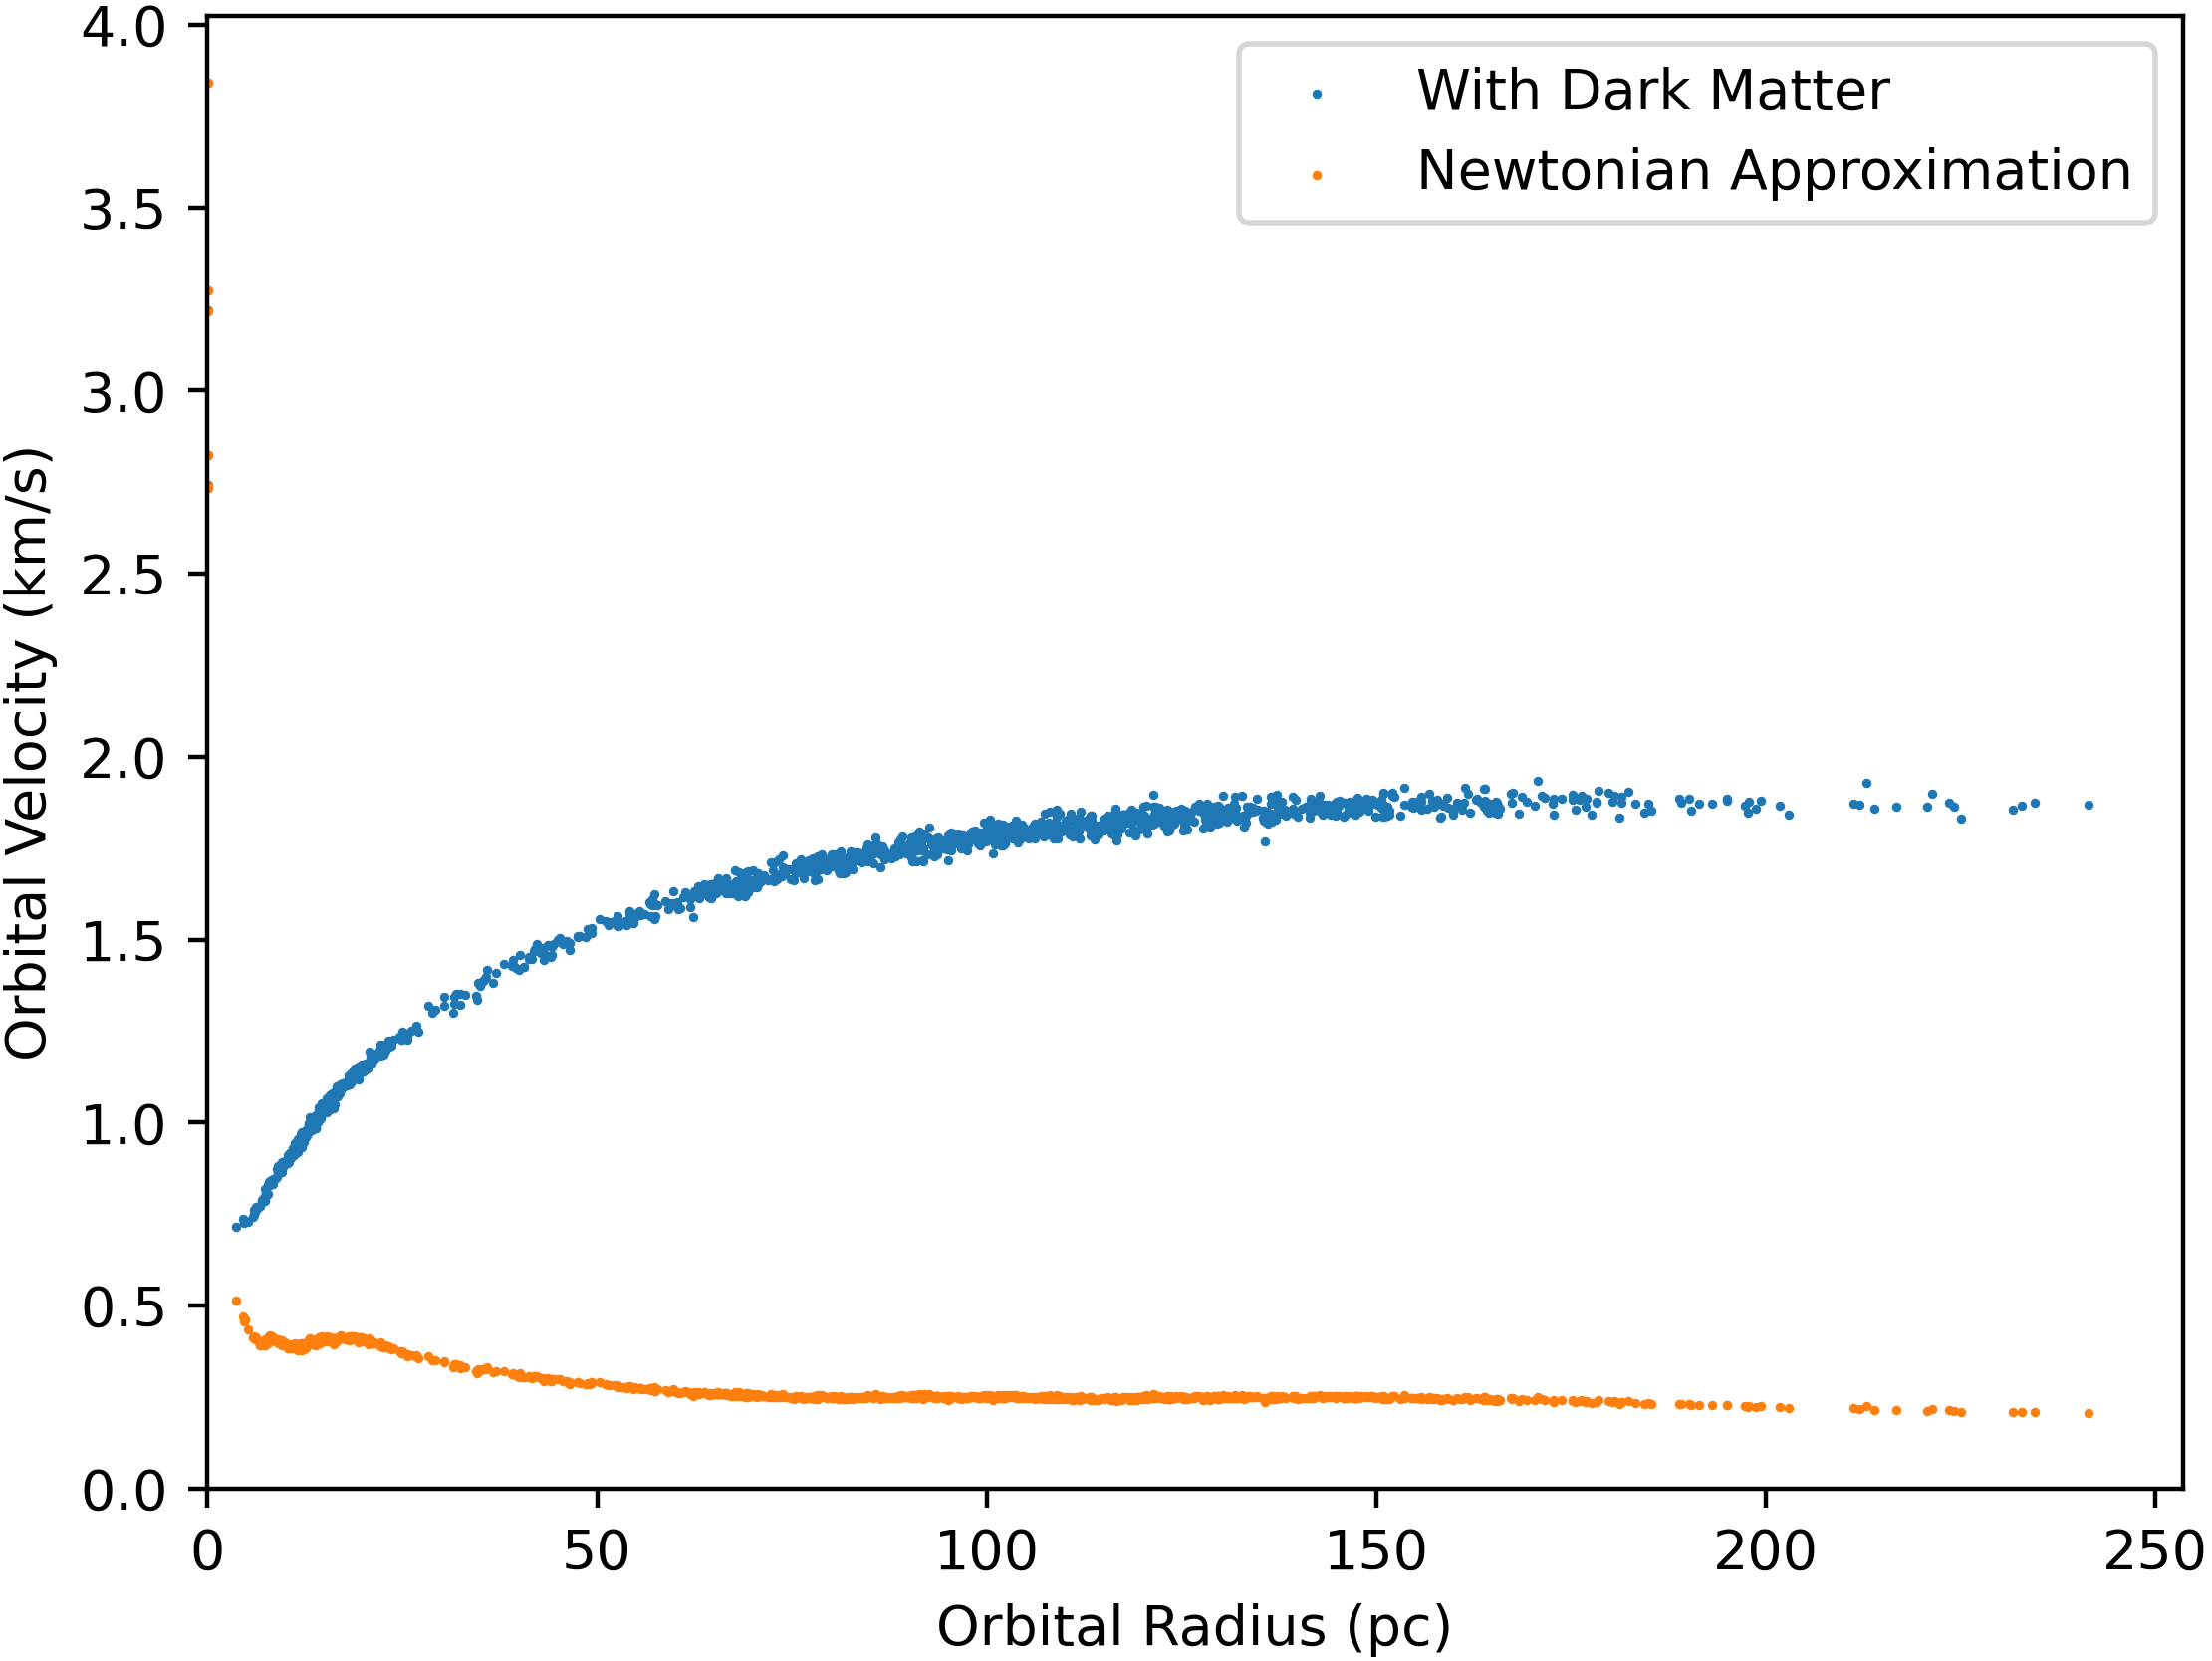 4.0
3.5
3.0
2.5
2.0
1.5
1.0
0.5
0.0
Orbital Velocity (km/s)
With Dark Matter
Newtonian Approximation
0 50 100 150 200 250
Orbital Radius (pc)